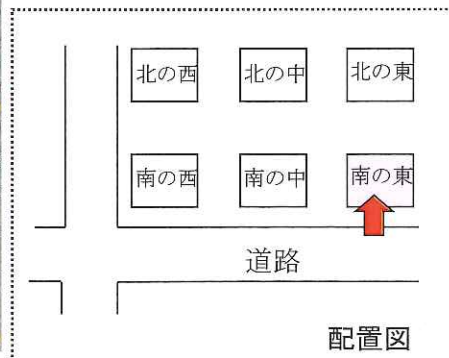 北の西 北の中 北の東
南の西 南の中 南の東
道路
配置図